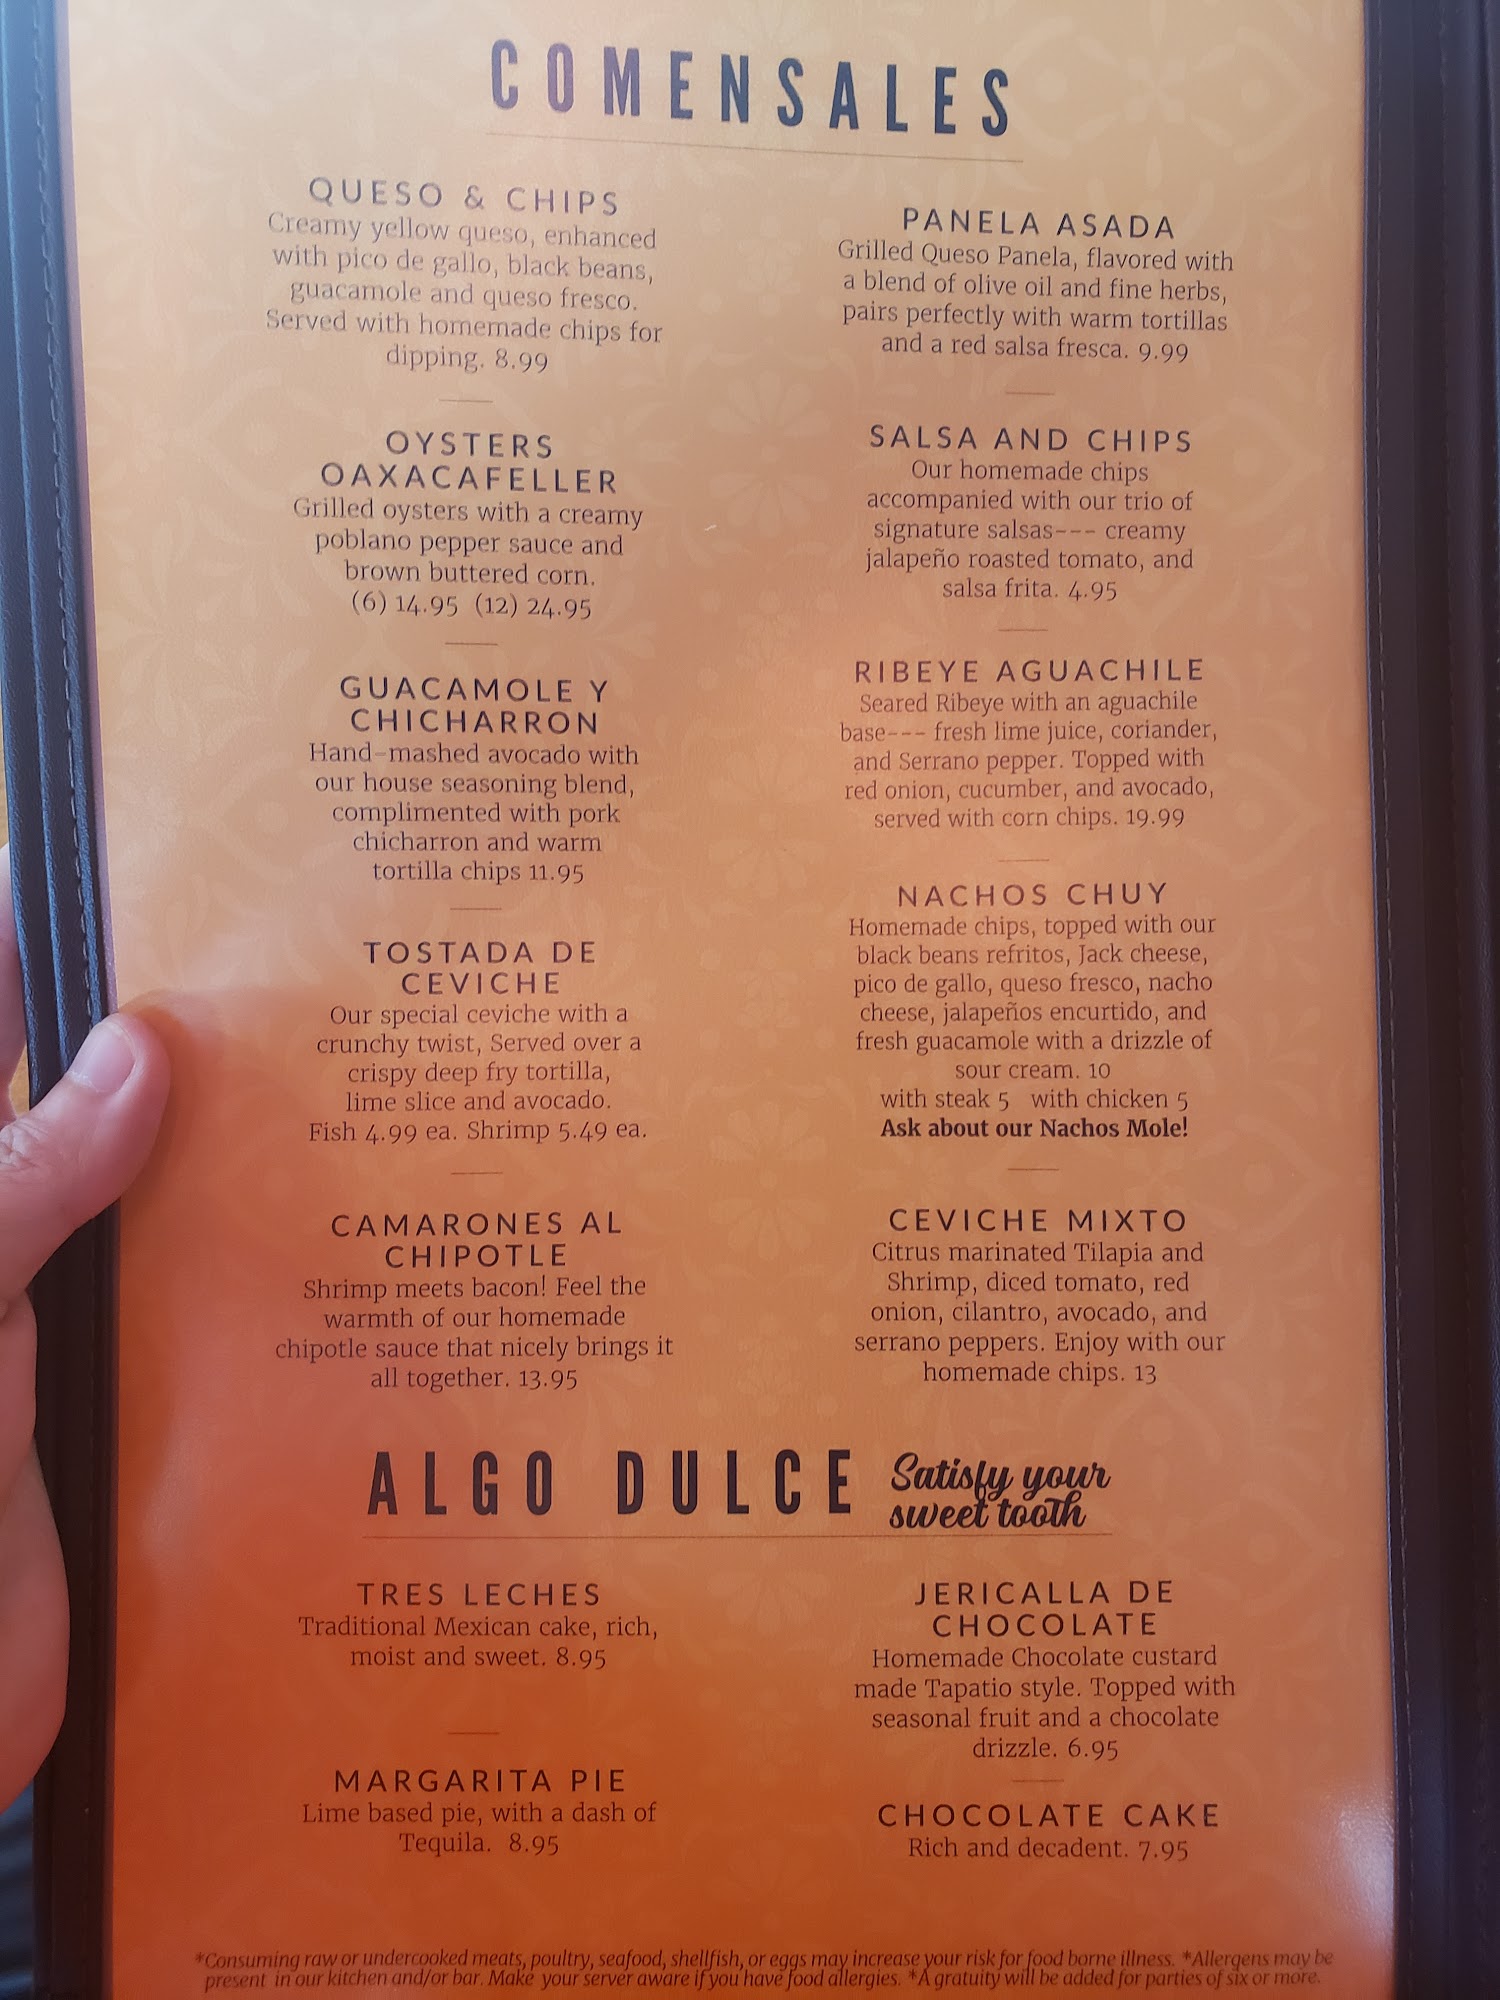 COMENSALES
QUESO & CHIPS
Creamy yellow queso, enhanced
with pico de gallo, black beans,
guacamole and queso fresco.
Served with homemade chips for
dipping. 8.99
OYSTERS
OAXACAFELLER
Grilled oysters with a creamy
poblano pepper sauce and
brown buttered corn.
(6) 14.95 (12) 24.95
GUACAMOLE Y
CHICHARRON
Hand-mashed avocado with
our house seasoning blend,
complimented with pork
chicharron and warm
tortilla chips 11.95
TOSTADA DE
CEVICHE
Our special ceviche with a
crunchy twist, Served over a
crispy deep fry tortilla,
lime slice and avocado.
Fish 4.99 ea. Shrimp 5.49 ea.
CAMARONES AL
CHIPOTLE
Shrimp meets bacon! Feel the
warmth of our homemade
chipotle sauce that nicely brings it
all together. 13.95
PANELA ASADA
Grilled Queso Panela, flavored with
a blend of olive oil and fine herbs,
pairs perfectly with warm tortillas
and a red salsa fresca. 9.99
SALSA AND CHIPS
Our homemade chips
accompanied with our trio of
signature salsas--- creamy
jalapeño roasted tomato, and
salsa frita. 4.95
RIBEYE AGUACHILE
Seared Ribeye with an aguachile
base--- fresh lime juice, coriander,
and Serrano pepper. Topped with
red onion, cucumber, and avocado,
served with corn chips. 19.99
NACHOS CHUY
Homemade chips, topped with our
black beans refritos, Jack cheese,
pico de gallo, queso fresco, nacho
cheese, jalapeños encurtido, and
fresh guacamole with a drizzle of
sour cream. 10
with steak 5 with chicken 5
Ask about our Nachos Mole!
CEVICHE MIXTO
Citrus marinated Tilapia and
Shrimp, diced tomato, red
onion, cilantro, avocado, and
serrano peppers. Enjoy with our
homemade chips. 13
ALGO DULCE
Satisfy your
sweet tooth
TRES LECHES
Traditional Mexican cake, rich,
moist and sweet. 8.95
MARGARITA PIE
Lime based pie, with a dash of
Tequila. 8.95
JERICALLA DE
CHOCOLATE
Homemade Chocolate custard
made Tapatio style. Topped with
seasonal fruit and a chocolate
drizzle. 6.95
CHOCOLATE CAKE
Rich and decadent. 7.95
*Consuming raw or undercooked meats, poultry, seafood, shellfish, or eggs may increase your risk for food borne illness. *Allergens may be
present in our kitchen and/or bar. Make your server aware if you have food allergies. *A gratuity will be added for parties of six or more.